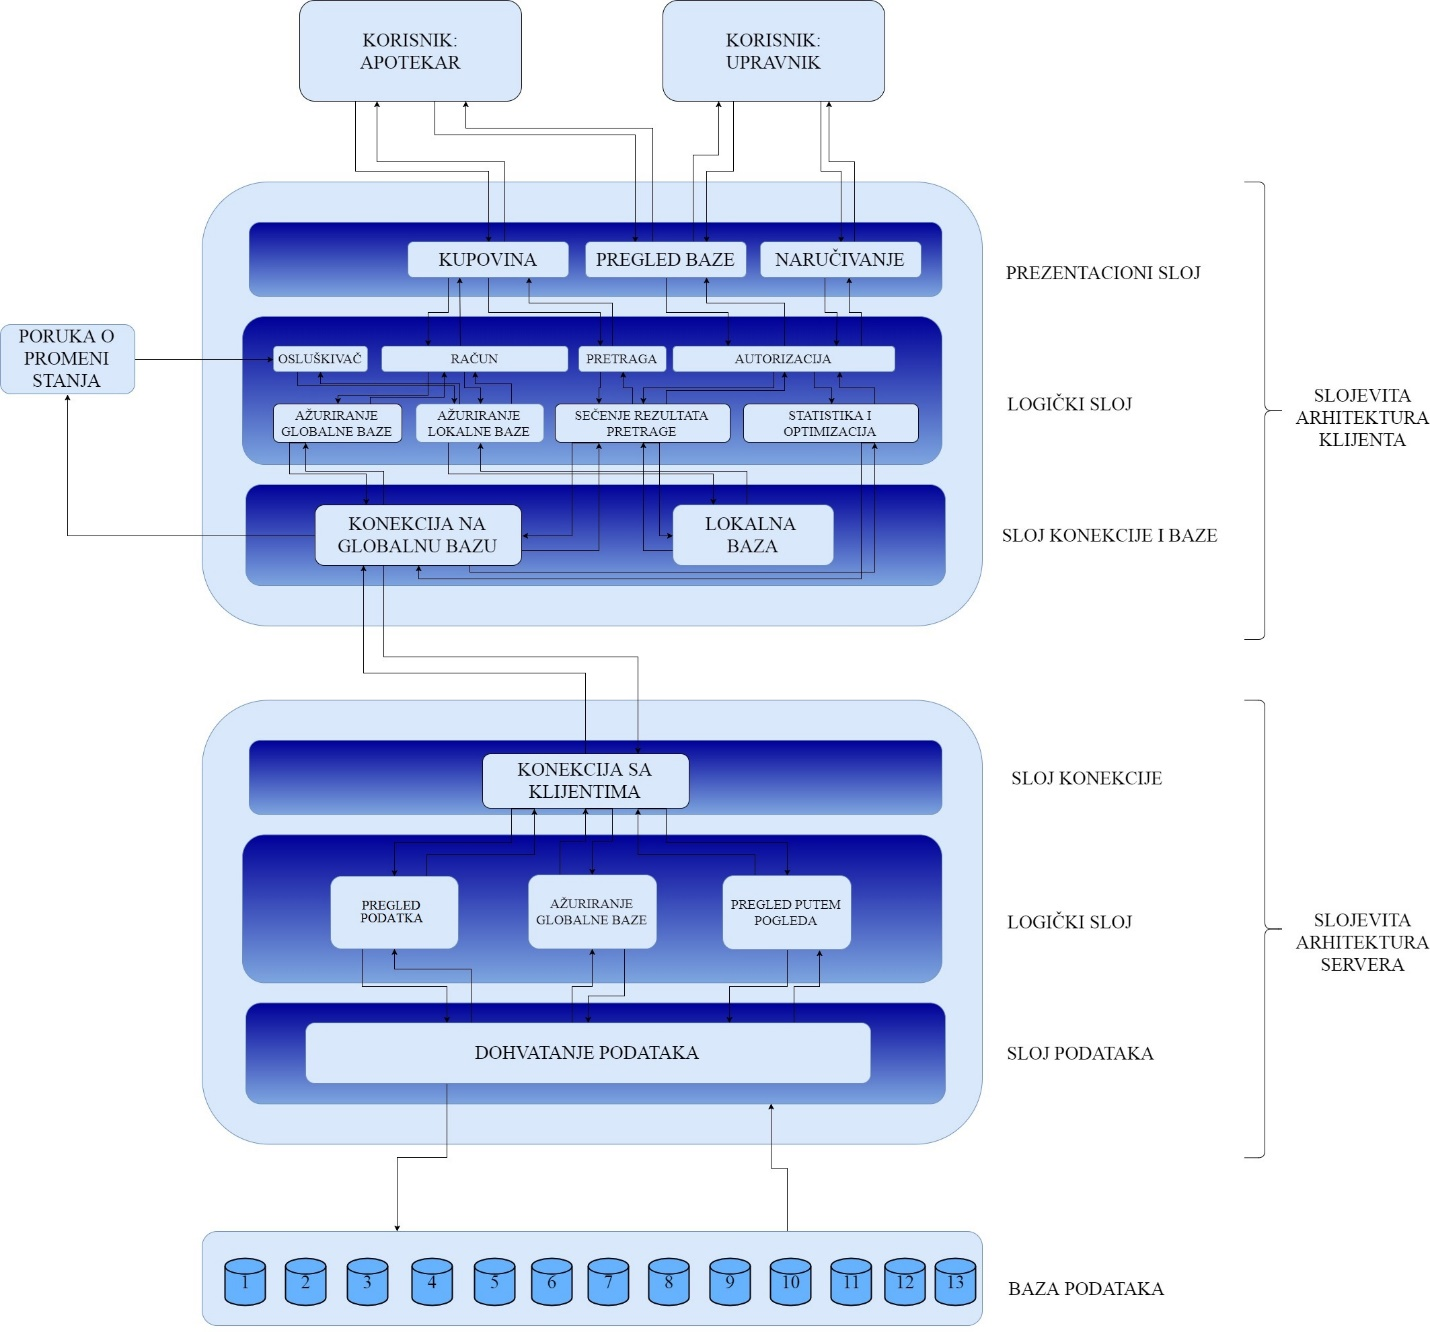 KORISNIK:
APOTEKAR
KORISNIK:
UPRAVNIK
KUPOVINA
PREGLED BAZE
NARUČIVANJE
PREZENTACIONI SLOJ
PORUKA O
PROMENI
STANJA
OSLUŠKIVAČ
RAČUN
PRETRAGA
AUTORIZACIJA
AŽURIRANJE
GLOBALNE BAZE
AŽURIRANJE
LOKALNE BAZE
SEČENJE REZULTATA
PRETRAGE
STATISTIKA I
OPTIMIZACIJA
LOGIČKI SLOJ
SLOJEVITA
ARHITEKTURA
KLIJENTA
KONEKCIJA NA
GLOBALNU BAZU
LOKALNA
BAZA
SLOJ KONEKCIJE I BAZE
KONEKCIJA SA
KLIJENTIMA
SLOJ KONEKCIJE
PREGLED
PODATKA
AŽURIRANJE
GLOBALNE BAZE
PREGLED PUTEM
POGLEDA
LOGIČKI SLOJ
SLOJEVITA
ARHITEKTURA
SERVERA
DOHVATANJE PODATAKA
SLOJ PODATAKA
1 2 3 4 5 6 7 8 9 10 11 12 13
BAZA PODATAKA